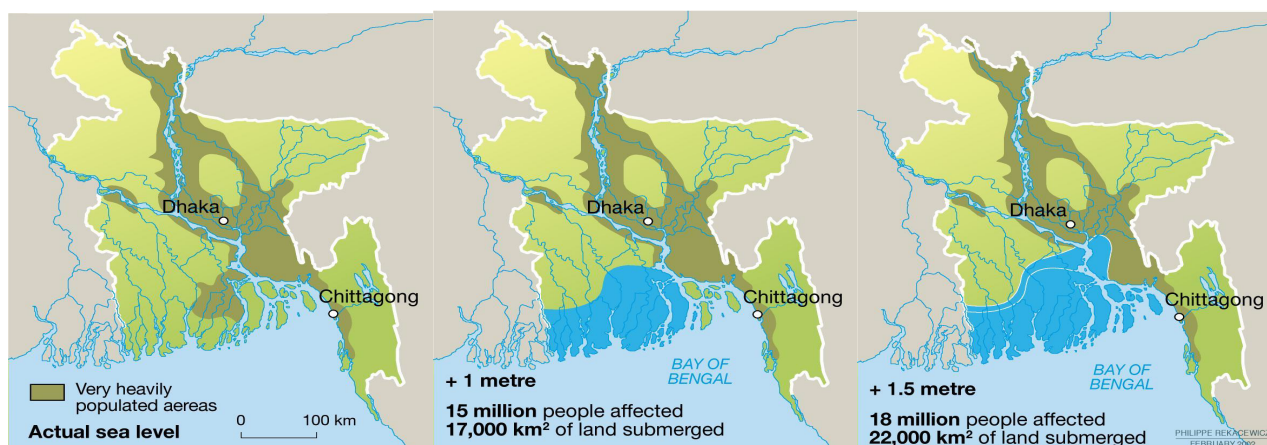 Dhaka
Chittagong
Very heavily
populated aereas
0 100 km
Actual sea level
Dhaka
Chittagong
BAY OF
BENGAL
+ 1 metre
15 million people affected
17,000 km² of land submerged
Dhaka
Chittagong
BAY OF
BENGAL
+ 1.5 metre
18 million people affected
22,000 km² of land submerged
PHILIPPE REKACEWICZ
FEBRUARY 2002